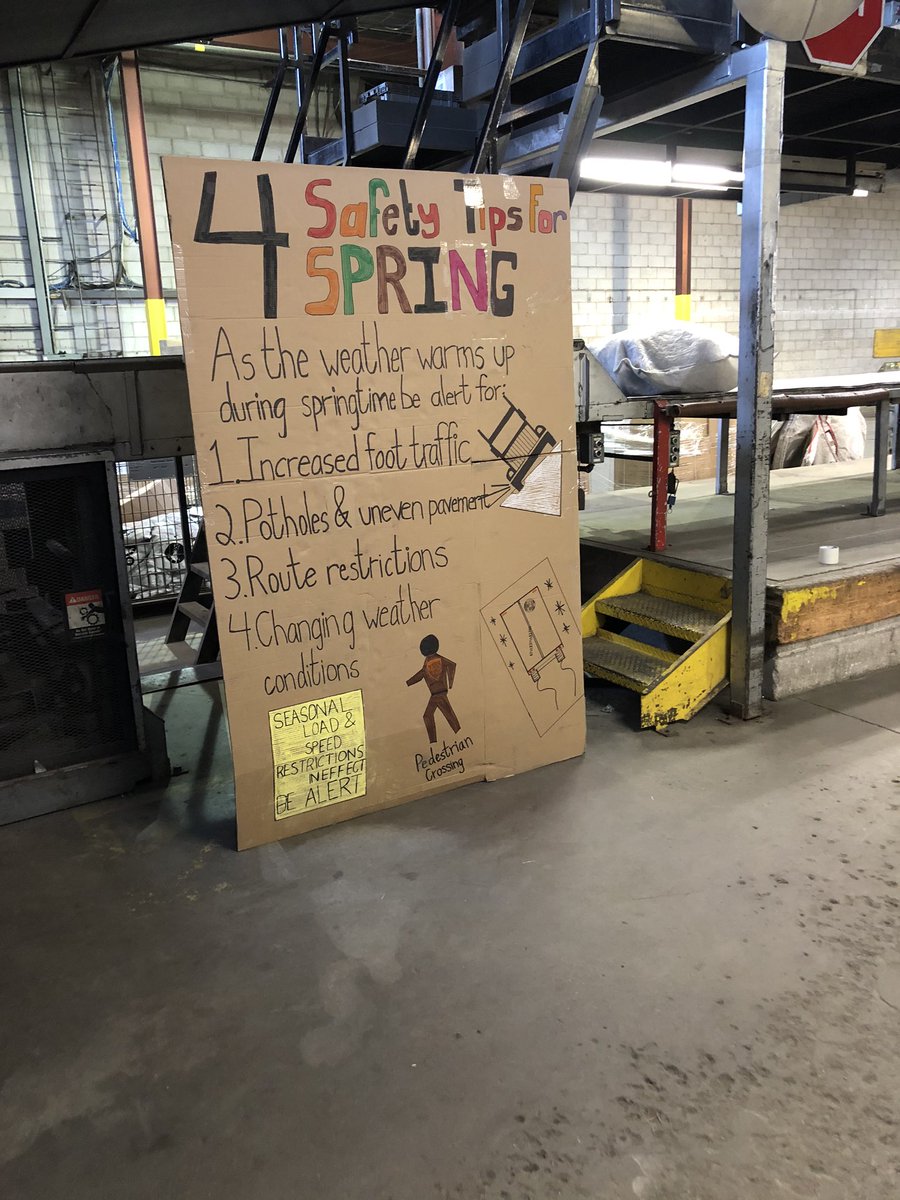 4 Safety Tips For
SPRING
As the weather warms up
during springtime be alert for:
1. Increased foot traffic
2. Potholes & uneven pavement
3. Route restrictions
4. Changing weather
conditions
SEASONAL
LOAD &
SPEED
RESTRICTIONS
INEFFECT
BE ALERT
Pedestrian
Crossing